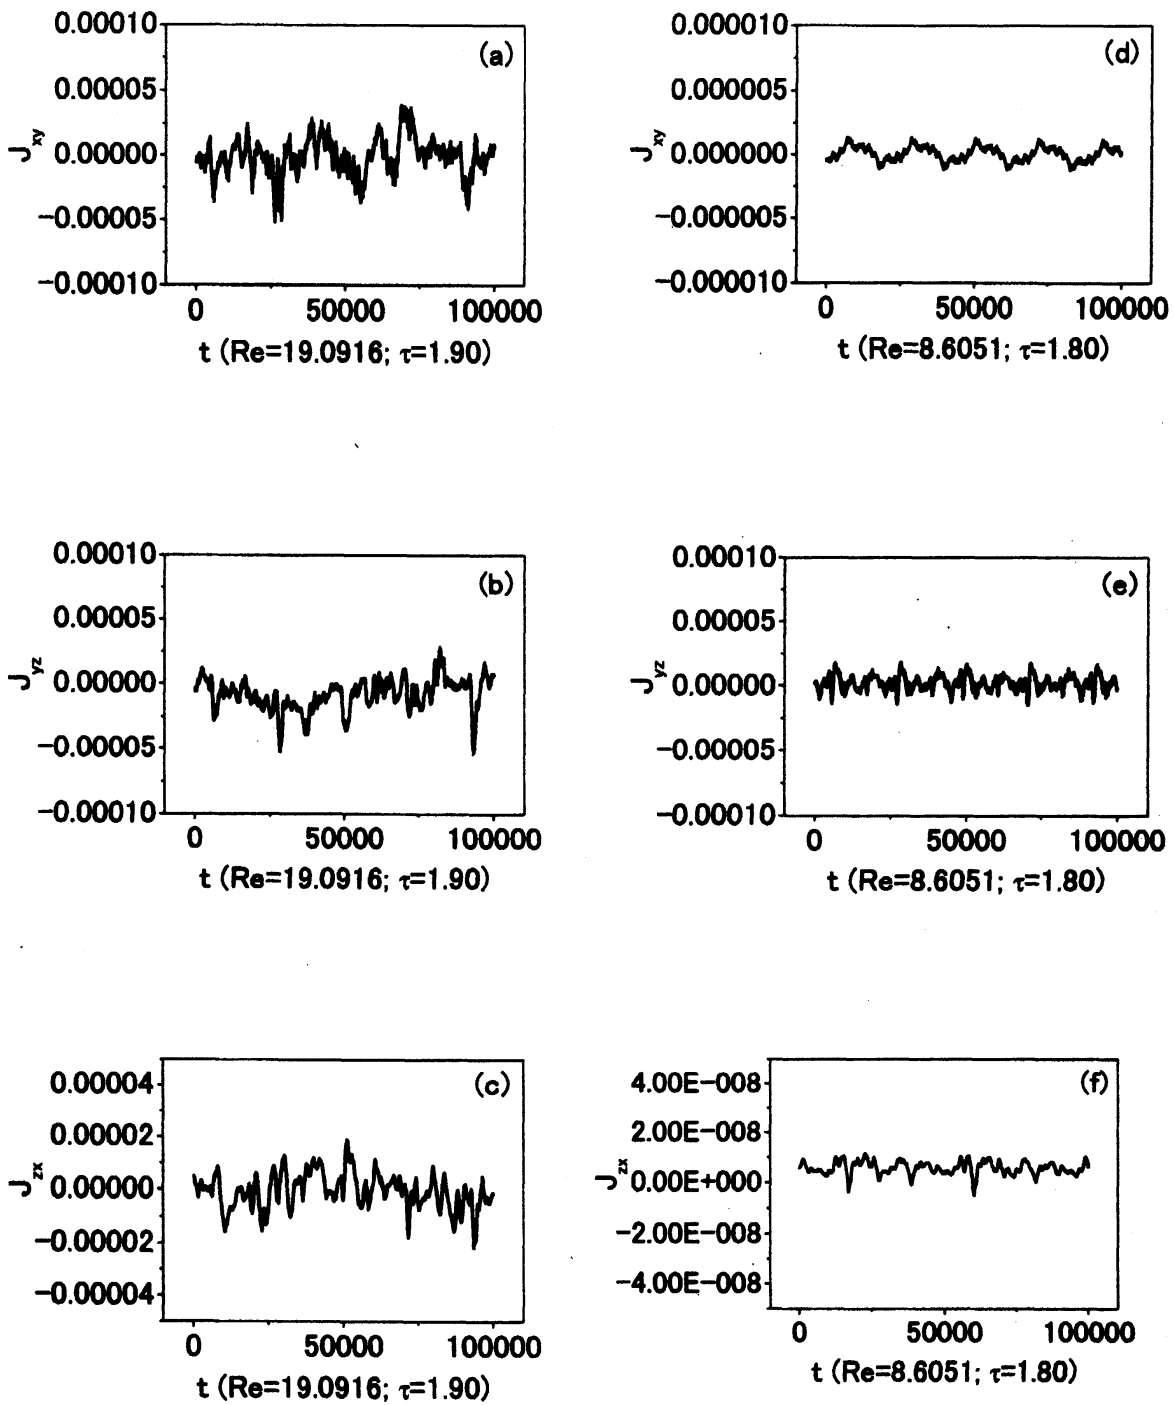 0.00010
(a)
0.00005
J_xy
0.00000
−0.00005
−0.00010
0 50000 100000
t (Re=19.0916; τ=1.90)
0.000010
(d)
0.000005
J_xy
0.000000
−0.000005
−0.000010
0 50000 100000
t (Re=8.6051; τ=1.80)
0.00010
(b)
0.00005
J_yz
0.00000
−0.00005
−0.00010
0 50000 100000
t (Re=19.0916; τ=1.90)
0.00010
(e)
0.00005
J_yz
0.00000
−0.00005
−0.00010
0 50000 100000
t (Re=8.6051; τ=1.80)
0.00004
(c)
0.00002
J_zx
0.00000
−0.00002
−0.00004
0 50000 100000
t (Re=19.0916; τ=1.90)
4.00E−008
(f)
2.00E−008
J_zx
0.00E+000
−2.00E−008
−4.00E−008
0 50000 100000
t (Re=8.6051; τ=1.80)